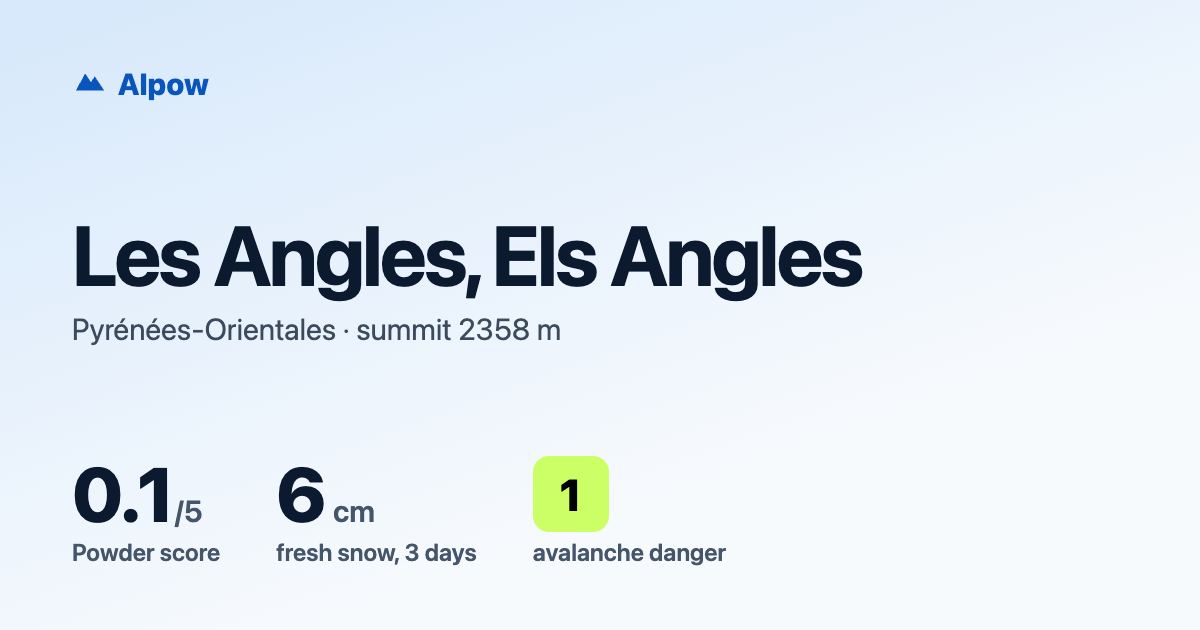 Alpow
Les Angles, Els Angles
Pyrénées-Orientales · summit 2358 m
0.1/5 6 cm 1
Powder score fresh snow, 3 days avalanche danger